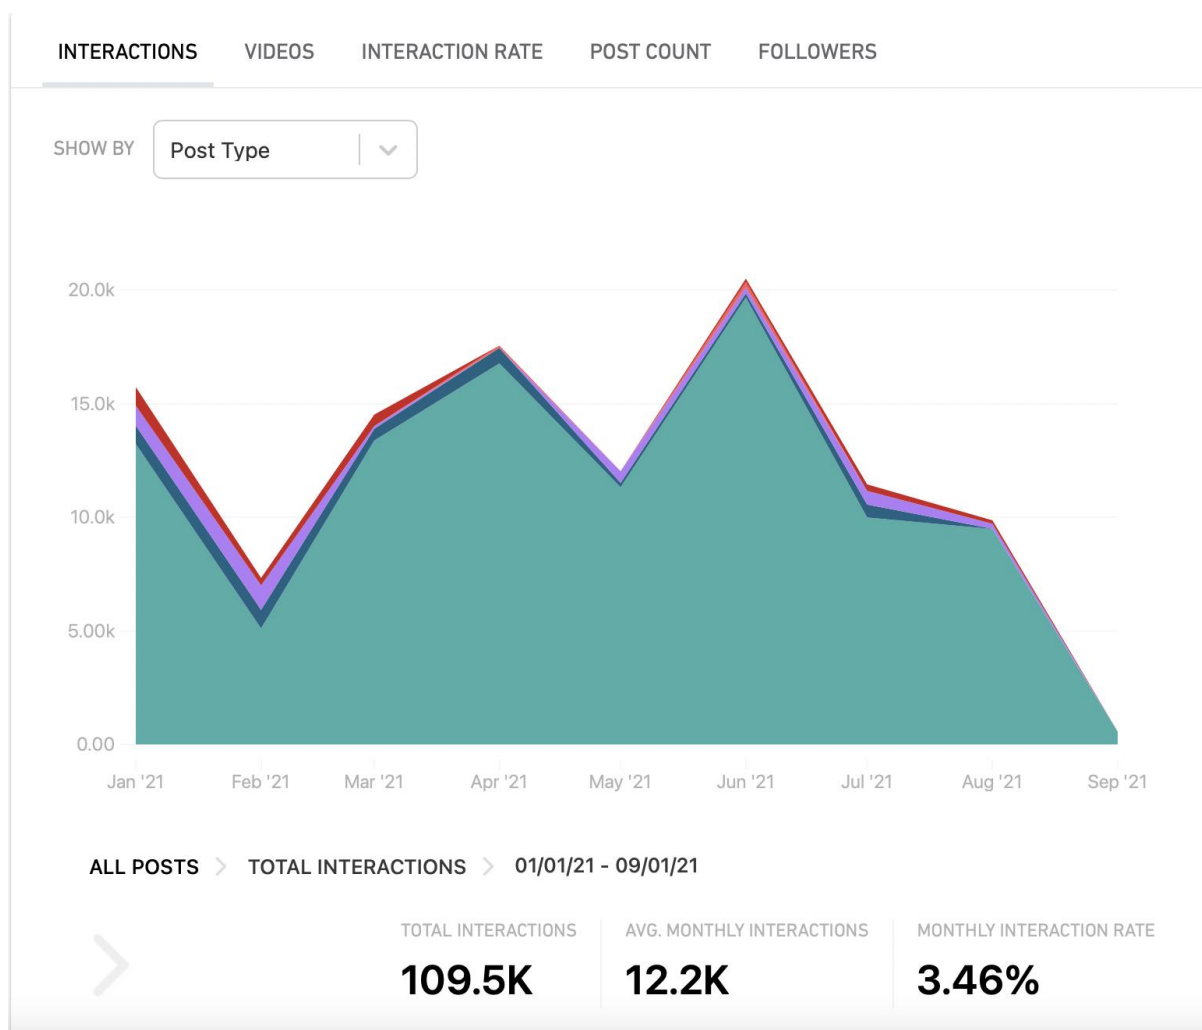 INTERACTIONS VIDEOS INTERACTION RATE POST COUNT FOLLOWERS
SHOW BY Post Type
20.0k
15.0k
10.0k
5.00k
0.00
Jan '21 Feb '21 Mar '21 Apr '21 May '21 Jun '21 Jul '21 Aug '21 Sep '21
ALL POSTS TOTAL INTERACTIONS 01/01/21 - 09/01/21
TOTAL INTERACTIONS AVG. MONTHLY INTERACTIONS MONTHLY INTERACTION RATE
109.5K 12.2K 3.46%